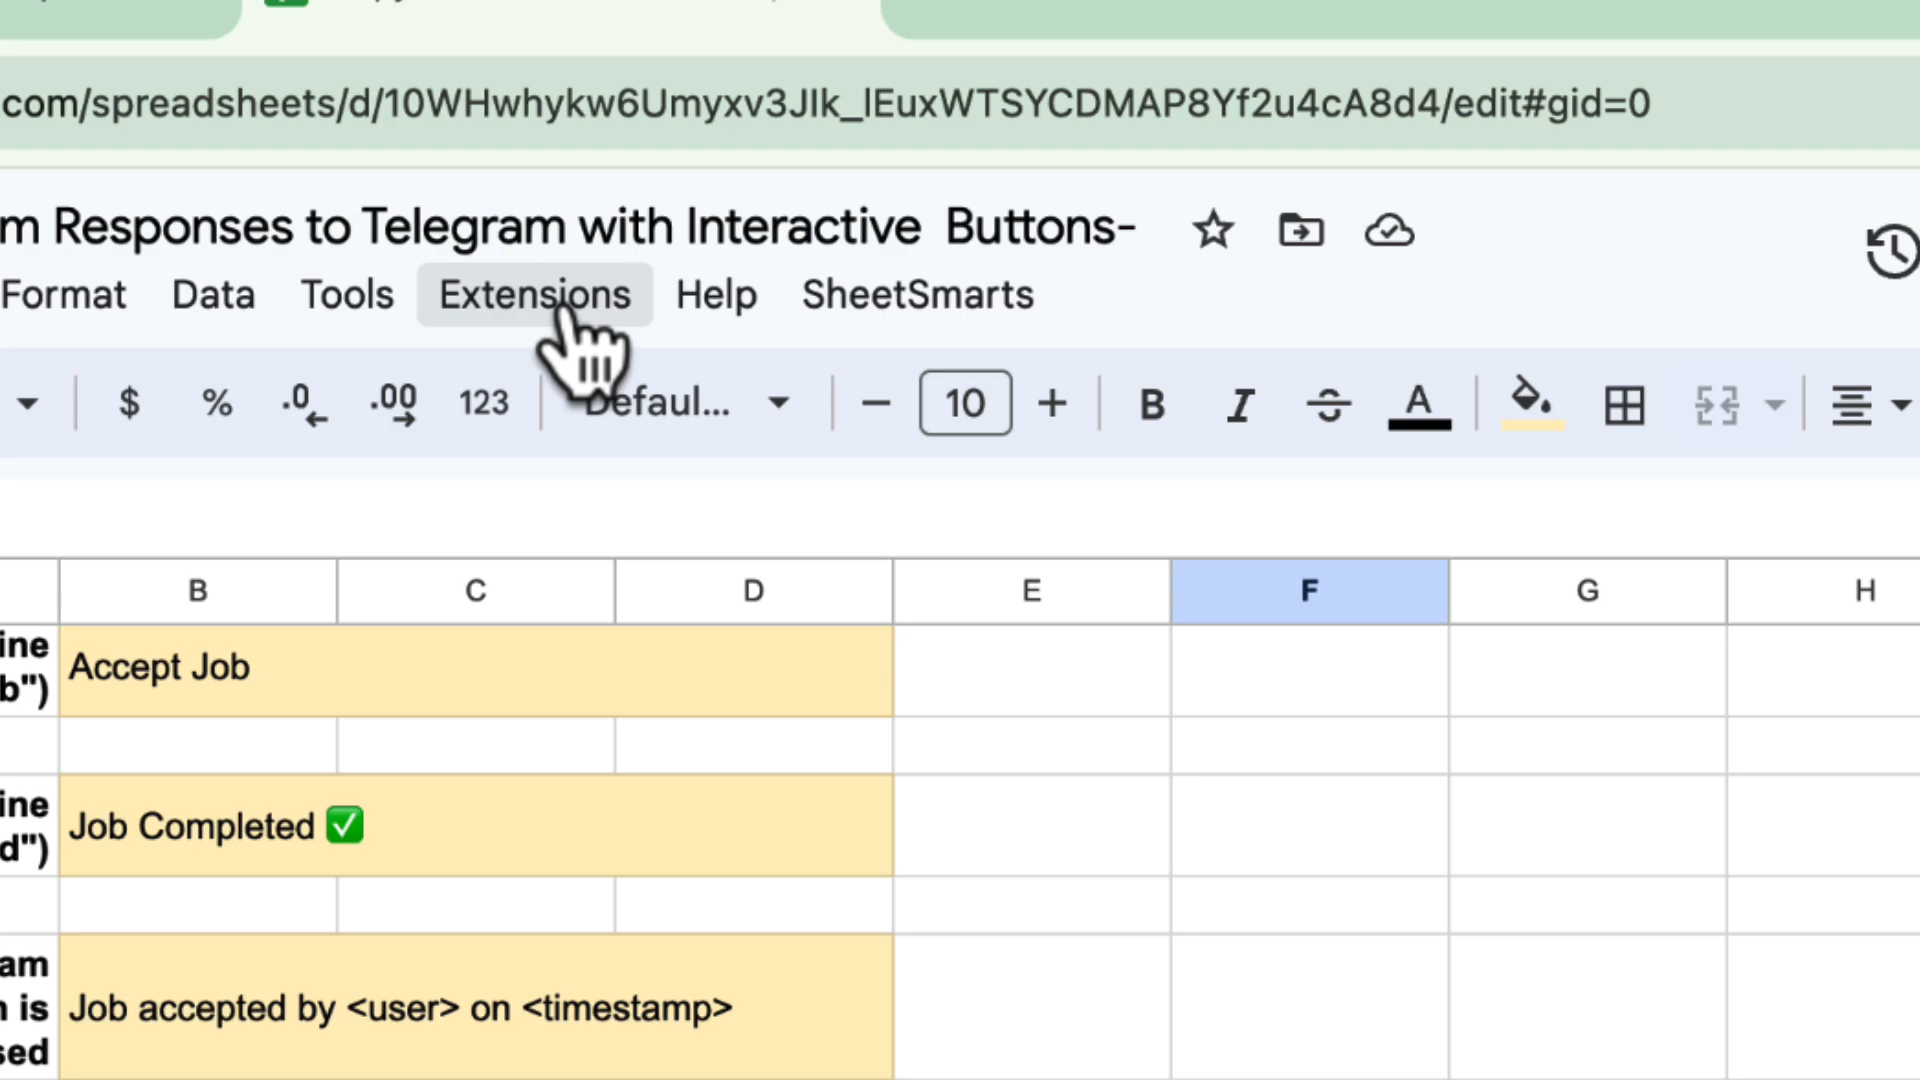 com/spreadsheets/d/10WHwhykw6Umyxv3JIk_lEuxWTSYCDMAP8Yf2u4cA8d4/edit#gid=0
m Responses to Telegram with Interactive Buttons-
Format Data Tools Extensions Help SheetSmarts
$ % .0 .00 123 Defaul... − 10 + B I S A
B C D E F G H
ine
b")
Accept Job
ine
d")
Job Completed ✅
am
n is
sed
Job accepted by <user> on <timestamp>